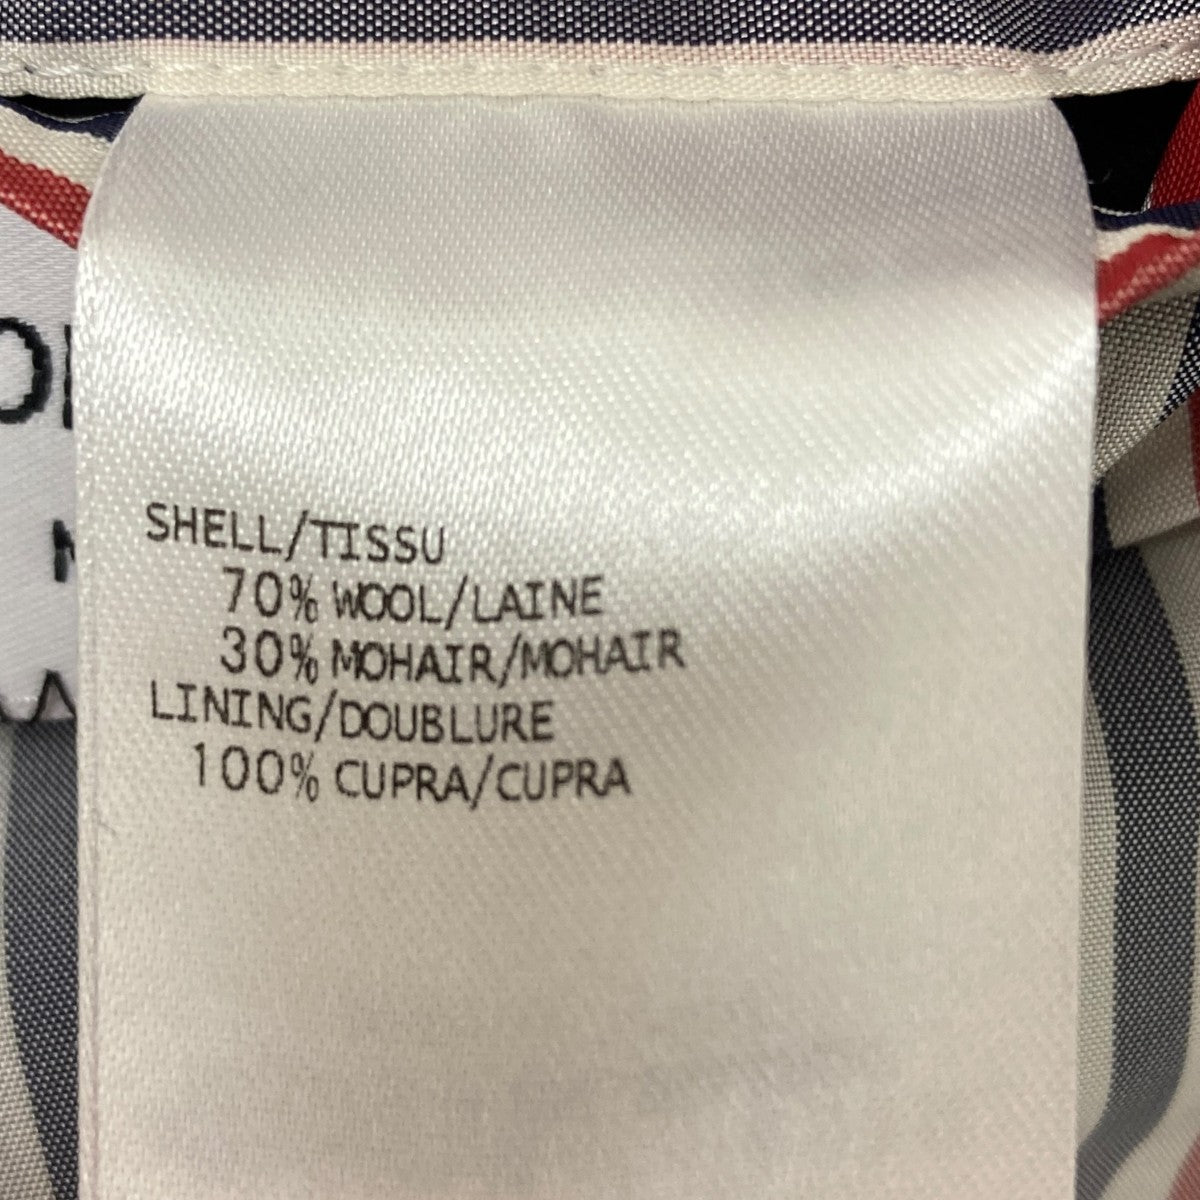 SHELL/TISSU
70% WOOL/LAINE
30% MOHAIR/MOHAIR
LINING/DOUBLURE
100% CUPRA/CUPRA